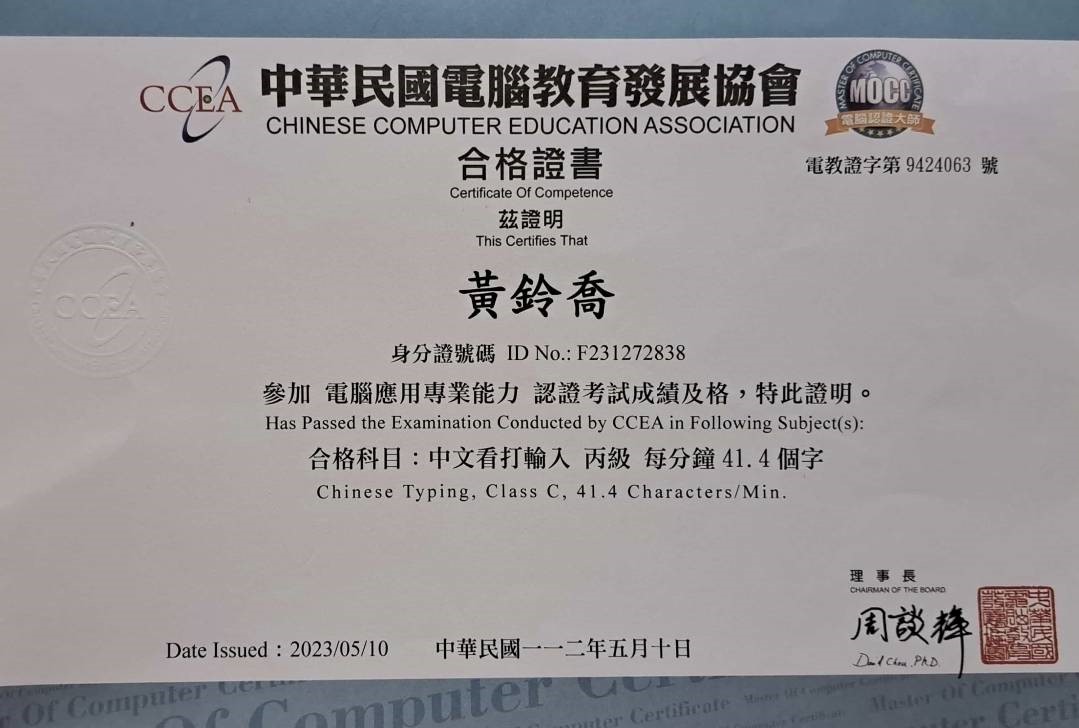 CCEA 中華民國電腦教育發展協會
CHINESE COMPUTER EDUCATION ASSOCIATION
MASTER OF COMPUTER CERTIFICATE
MOCC
電腦認證大師
合格證書
Certificate Of Competence
電教證字第 9424063 號
茲證明
This Certifies That
CCEA
黃鈴喬
身分證號碼 ID No.: F231272838
參加 電腦應用專業能力 認證考試成績及格,特此證明。
Has Passed the Examination Conducted by CCEA in Following Subject(s):
合格科目:中文看打輸入 丙級 每分鐘 41.4 個字
Chinese Typing, Class C, 41.4 Characters/Min.
理事長
CHAIRMAN OF THE BOARD
周談輝
David Chou, Ph.D.
Date Issued:2023/05/10 中華民國一一二年五月十日
Of Computer
Of Computer Certi
Master Of Computer
Computer Certificate
Master Of Computer